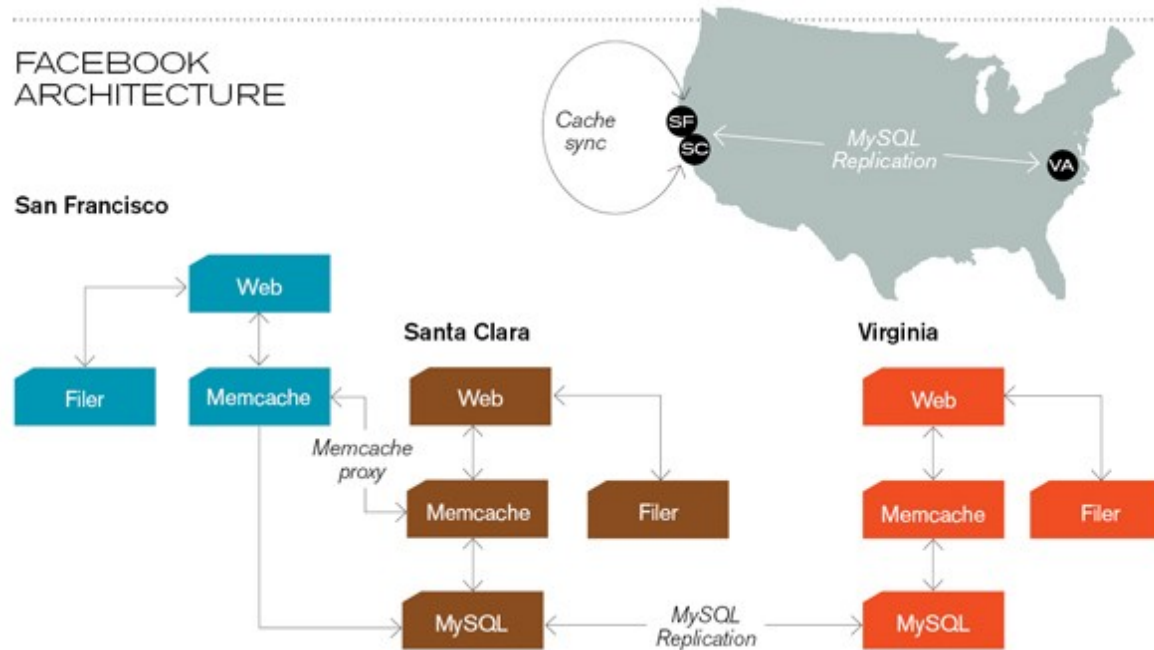 FACEBOOK
ARCHITECTURE
Cache
sync
SF
SC
MySQL
Replication
VA
San Francisco
Web
Filer
Memcache
Memcache
proxy
Santa Clara
Web
Memcache
Filer
MySQL
MySQL
Replication
Virginia
Web
Memcache
Filer
MySQL